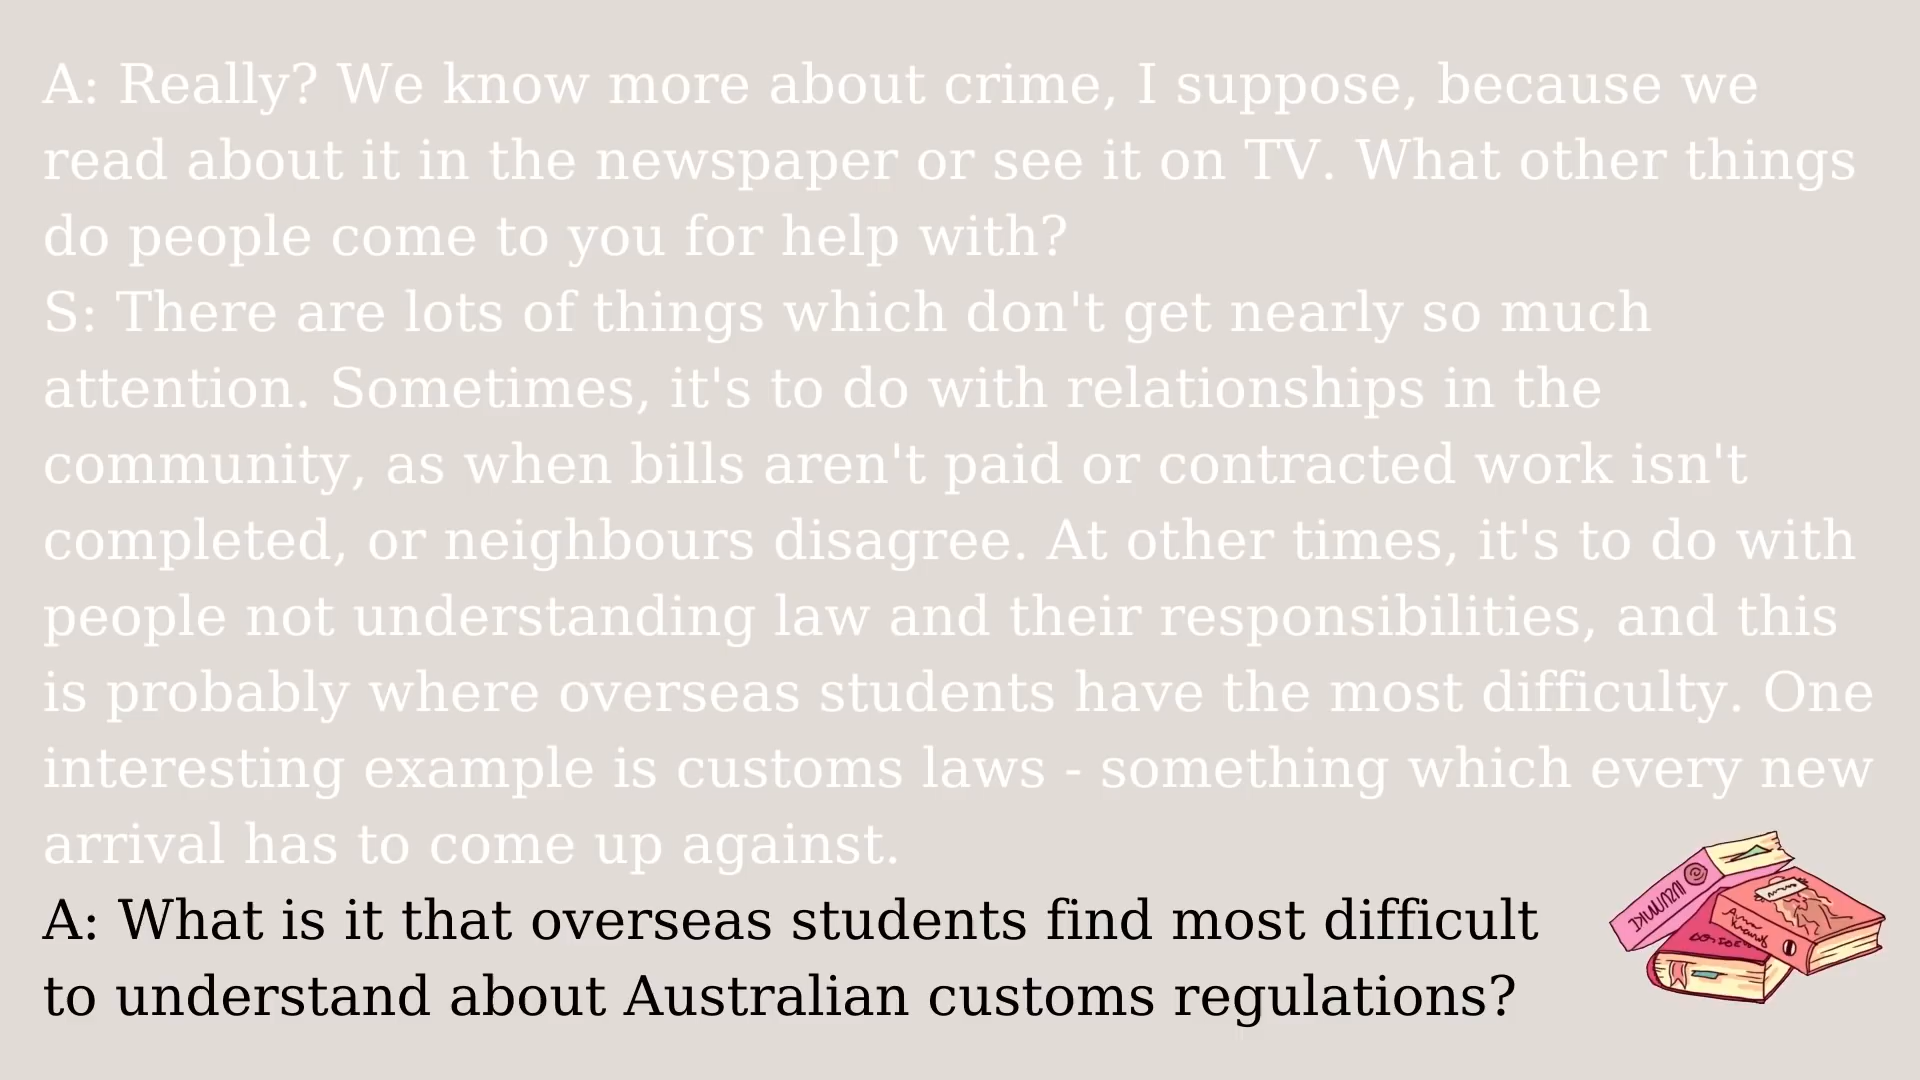 A: Really? We know more about crime, I suppose, because we
read about it in the newspaper or see it on TV. What other things
do people come to you for help with?
S: There are lots of things which don't get nearly so much
attention. Sometimes, it's to do with relationships in the
community, as when bills aren't paid or contracted work isn't
completed, or neighbours disagree. At other times, it's to do with
people not understanding law and their responsibilities, and this
is probably where overseas students have the most difficulty. One
interesting example is customs laws - something which every new
arrival has to come up against.
A: What is it that overseas students find most difficult
to understand about Australian customs regulations?